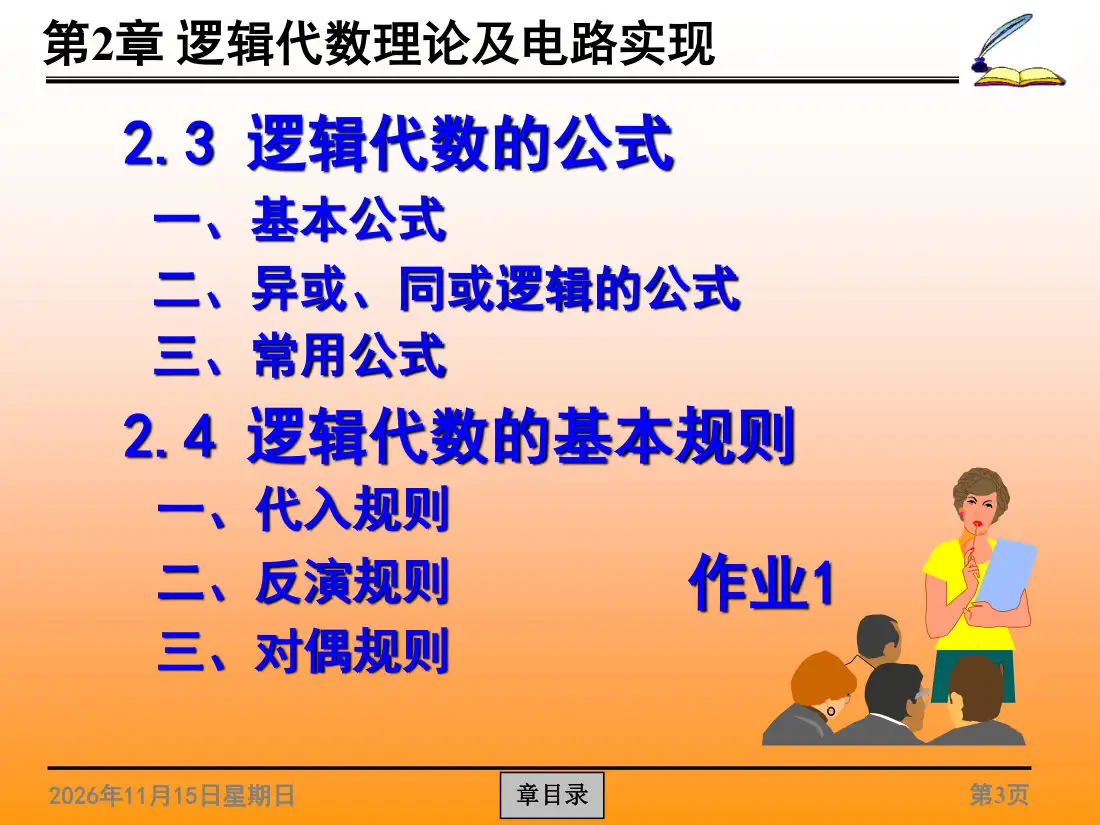 第2章 逻辑代数理论及电路实现
2.3 逻辑代数的公式
一、基本公式
二、异或、同或逻辑的公式
三、常用公式
2.4 逻辑代数的基本规则
一、代入规则
二、反演规则
作业1
三、对偶规则
2026年11月15日星期日
章目录
第3页